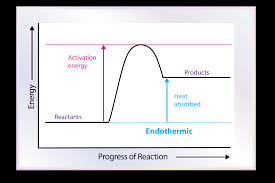 Activation
energy
Products
Heat
absorbed
Reactants
Endothermic
Energy
Progress of Reaction